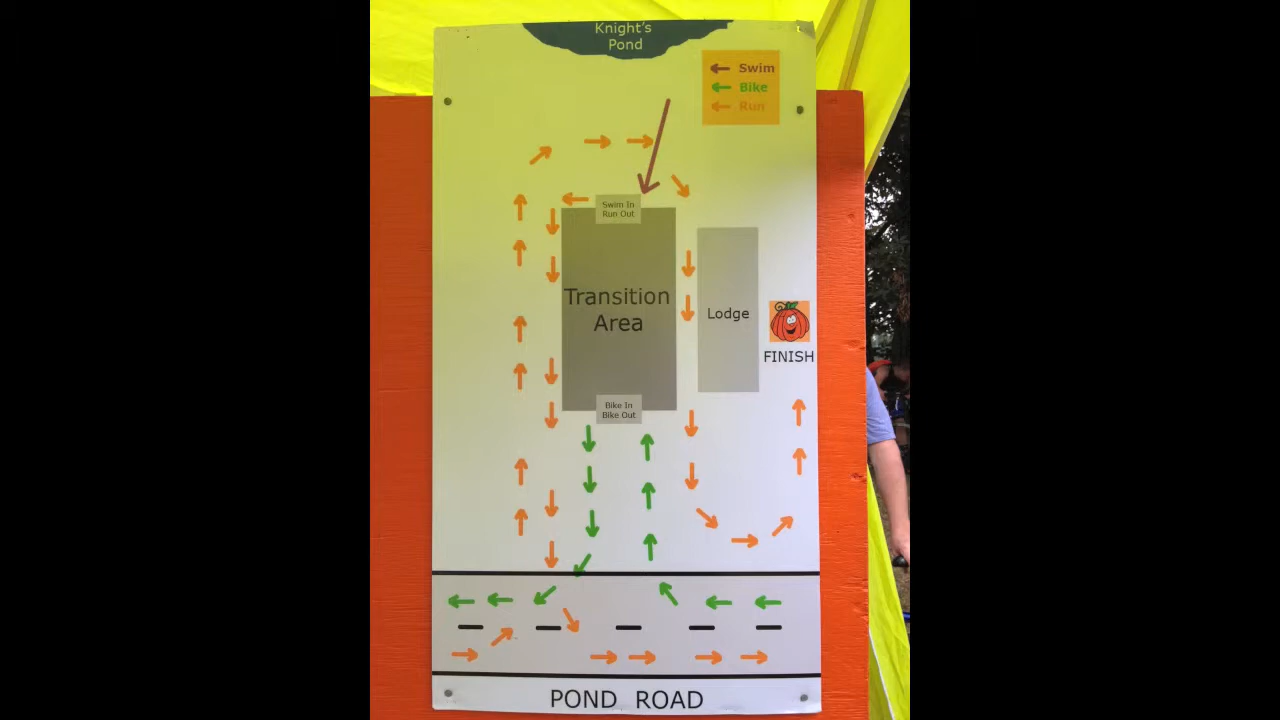 Knight's
Pond
Swim
Bike
Run
Swim In
Run Out
Transition
Area
Lodge
FINISH
Bike In
Bike Out
POND ROAD